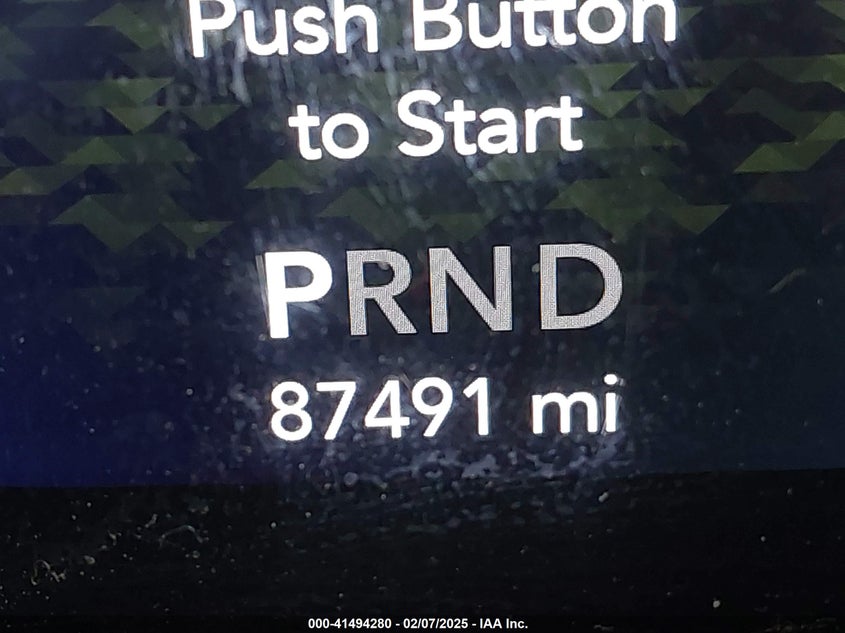 Push Button
to Start
PRND
87491 mi
000-41494280 - 02/07/2025 - IAA Inc.